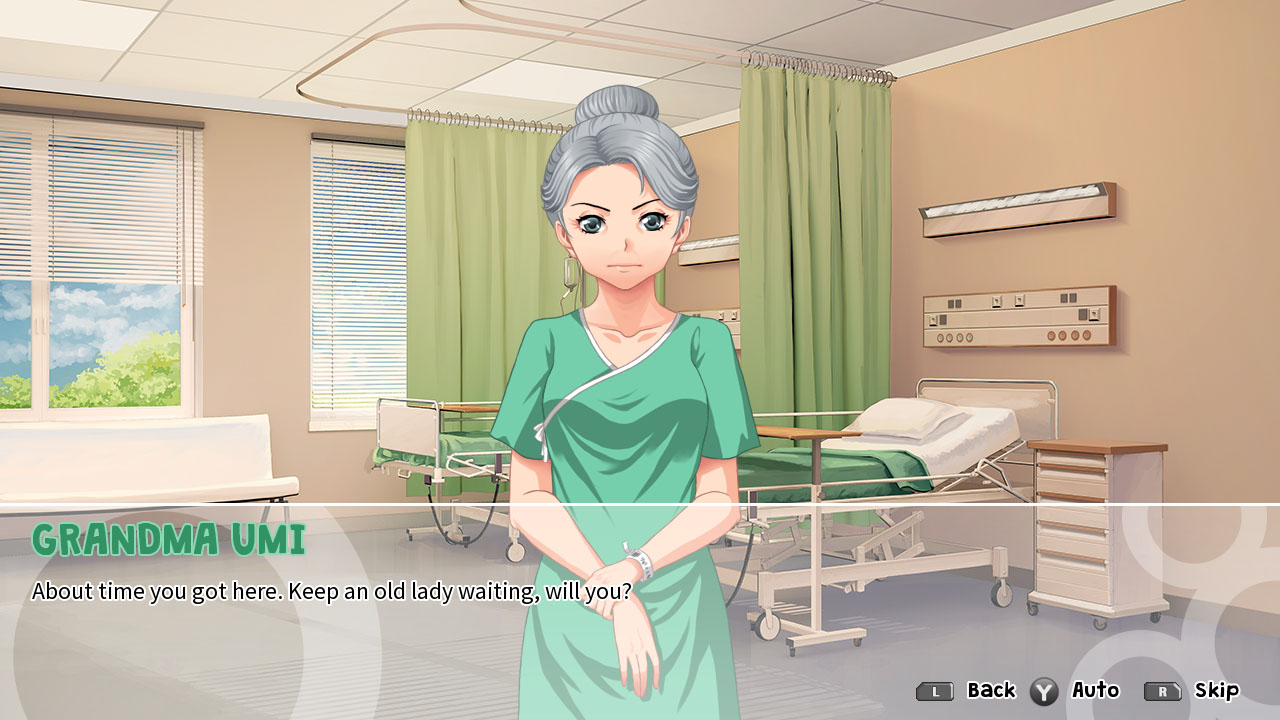 GRANDMA UMI
About time you got here. Keep an old lady waiting, will you?
L Back Y Auto R Skip